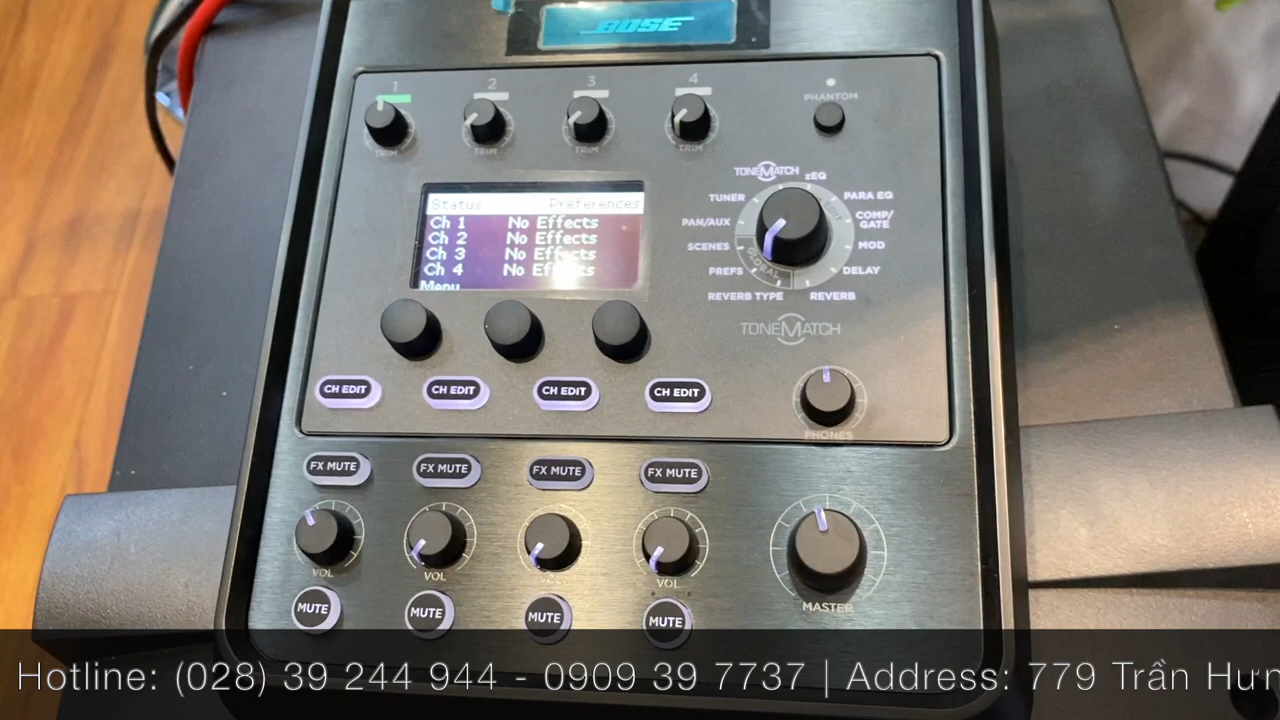 BOSE
1 2 3 4
PHANTOM
TRIM TRIM TRIM TRIM
TONEMATCH
zEQ
TUNER
PARA EQ
PAN/AUX
COMP/
GATE
SCENES
MOD
PREFS
DELAY
REVERB TYPE
REVERB
GLOBAL
Status Preferences
Ch 1 No Effects
Ch 2 No Effects
Ch 3 No Effects
Ch 4 No Effects
Menu
TONEMATCH
CH EDIT CH EDIT CH EDIT CH EDIT
PHONES
FX MUTE FX MUTE FX MUTE FX MUTE
VOL VOL VOL VOL
MASTER
MUTE MUTE MUTE MUTE
Hotline: (028) 39 244 944 - 0909 39 7737 | Address: 779 Trần Hưn